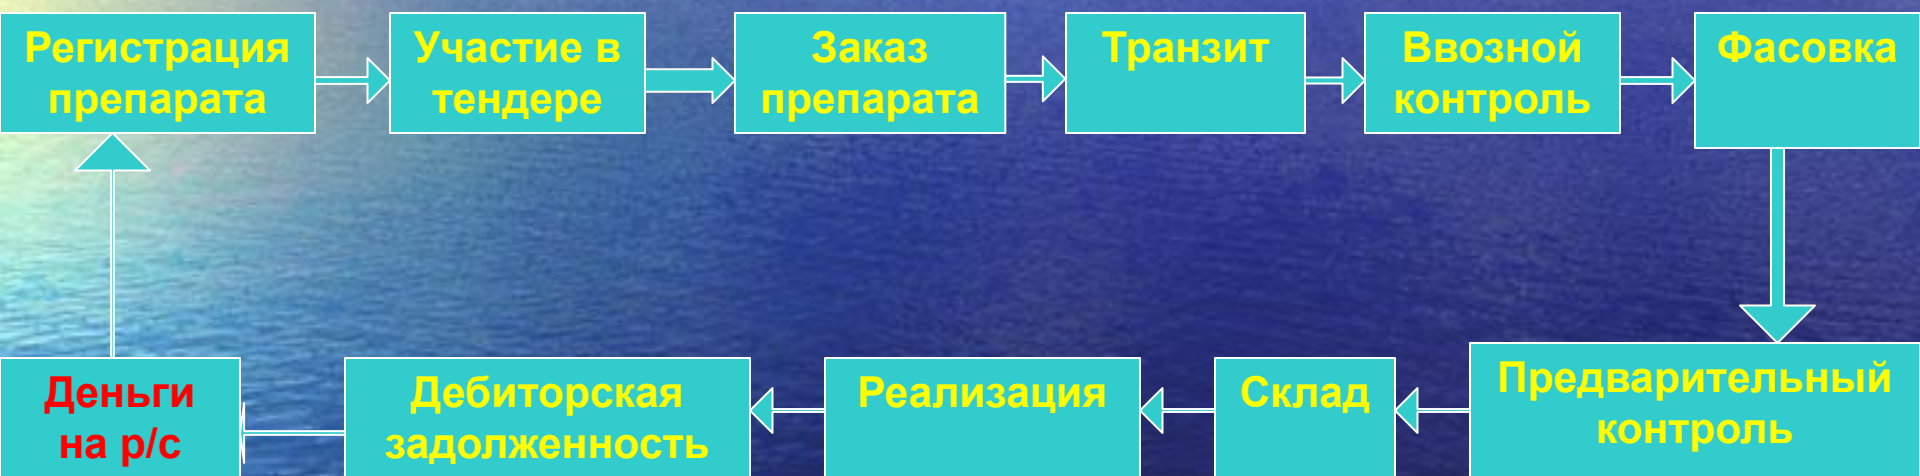 Регистрация
препарата
Участие в
тендере
Заказ
препарата
Транзит
Ввозной
контроль
Фасовка
Предварительный
контроль
Склад
Реализация
Дебиторская
задолженность
Деньги
на р/с